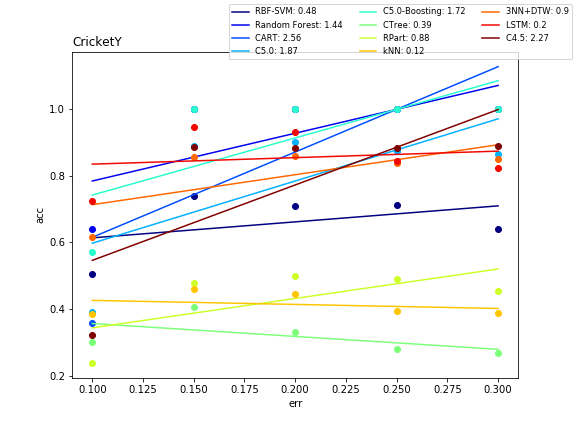 RBF-SVM: 0.48 C5.0-Boosting: 1.72 3NN+DTW: 0.9
Random Forest: 1.44 CTree: 0.39 LSTM: 0.2
CART: 2.56 RPart: 0.88 C4.5: 2.27
C5.0: 1.87 kNN: 0.12
CricketY
1.0
0.8
acc
0.6
0.4
0.2
0.100 0.125 0.150 0.175 0.200 0.225 0.250 0.275 0.300
err